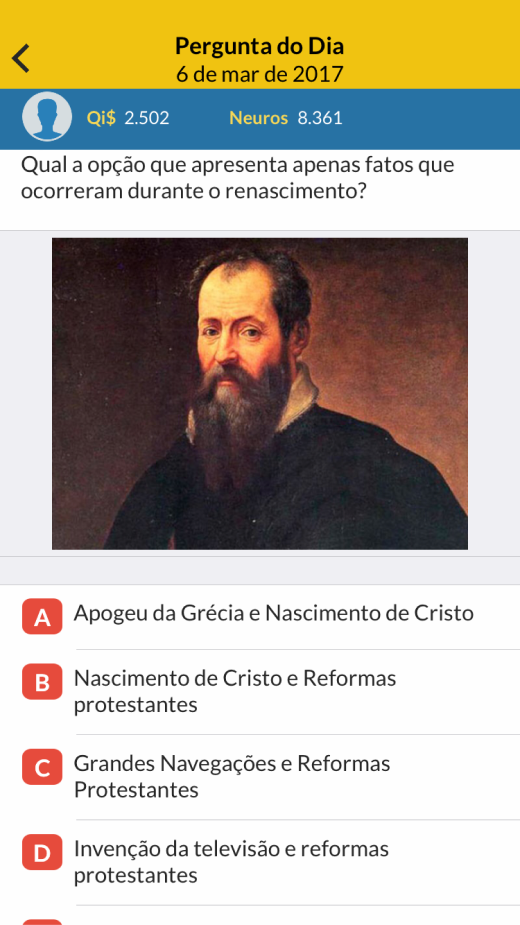 Pergunta do Dia
6 de mar de 2017
Qi$ 2.502 Neuros 8.361
Qual a opção que apresenta apenas fatos que
ocorreram durante o renascimento?
A Apogeu da Grécia e Nascimento de Cristo
B Nascimento de Cristo e Reformas
protestantes
C Grandes Navegações e Reformas
Protestantes
D Invenção da televisão e reformas
protestantes